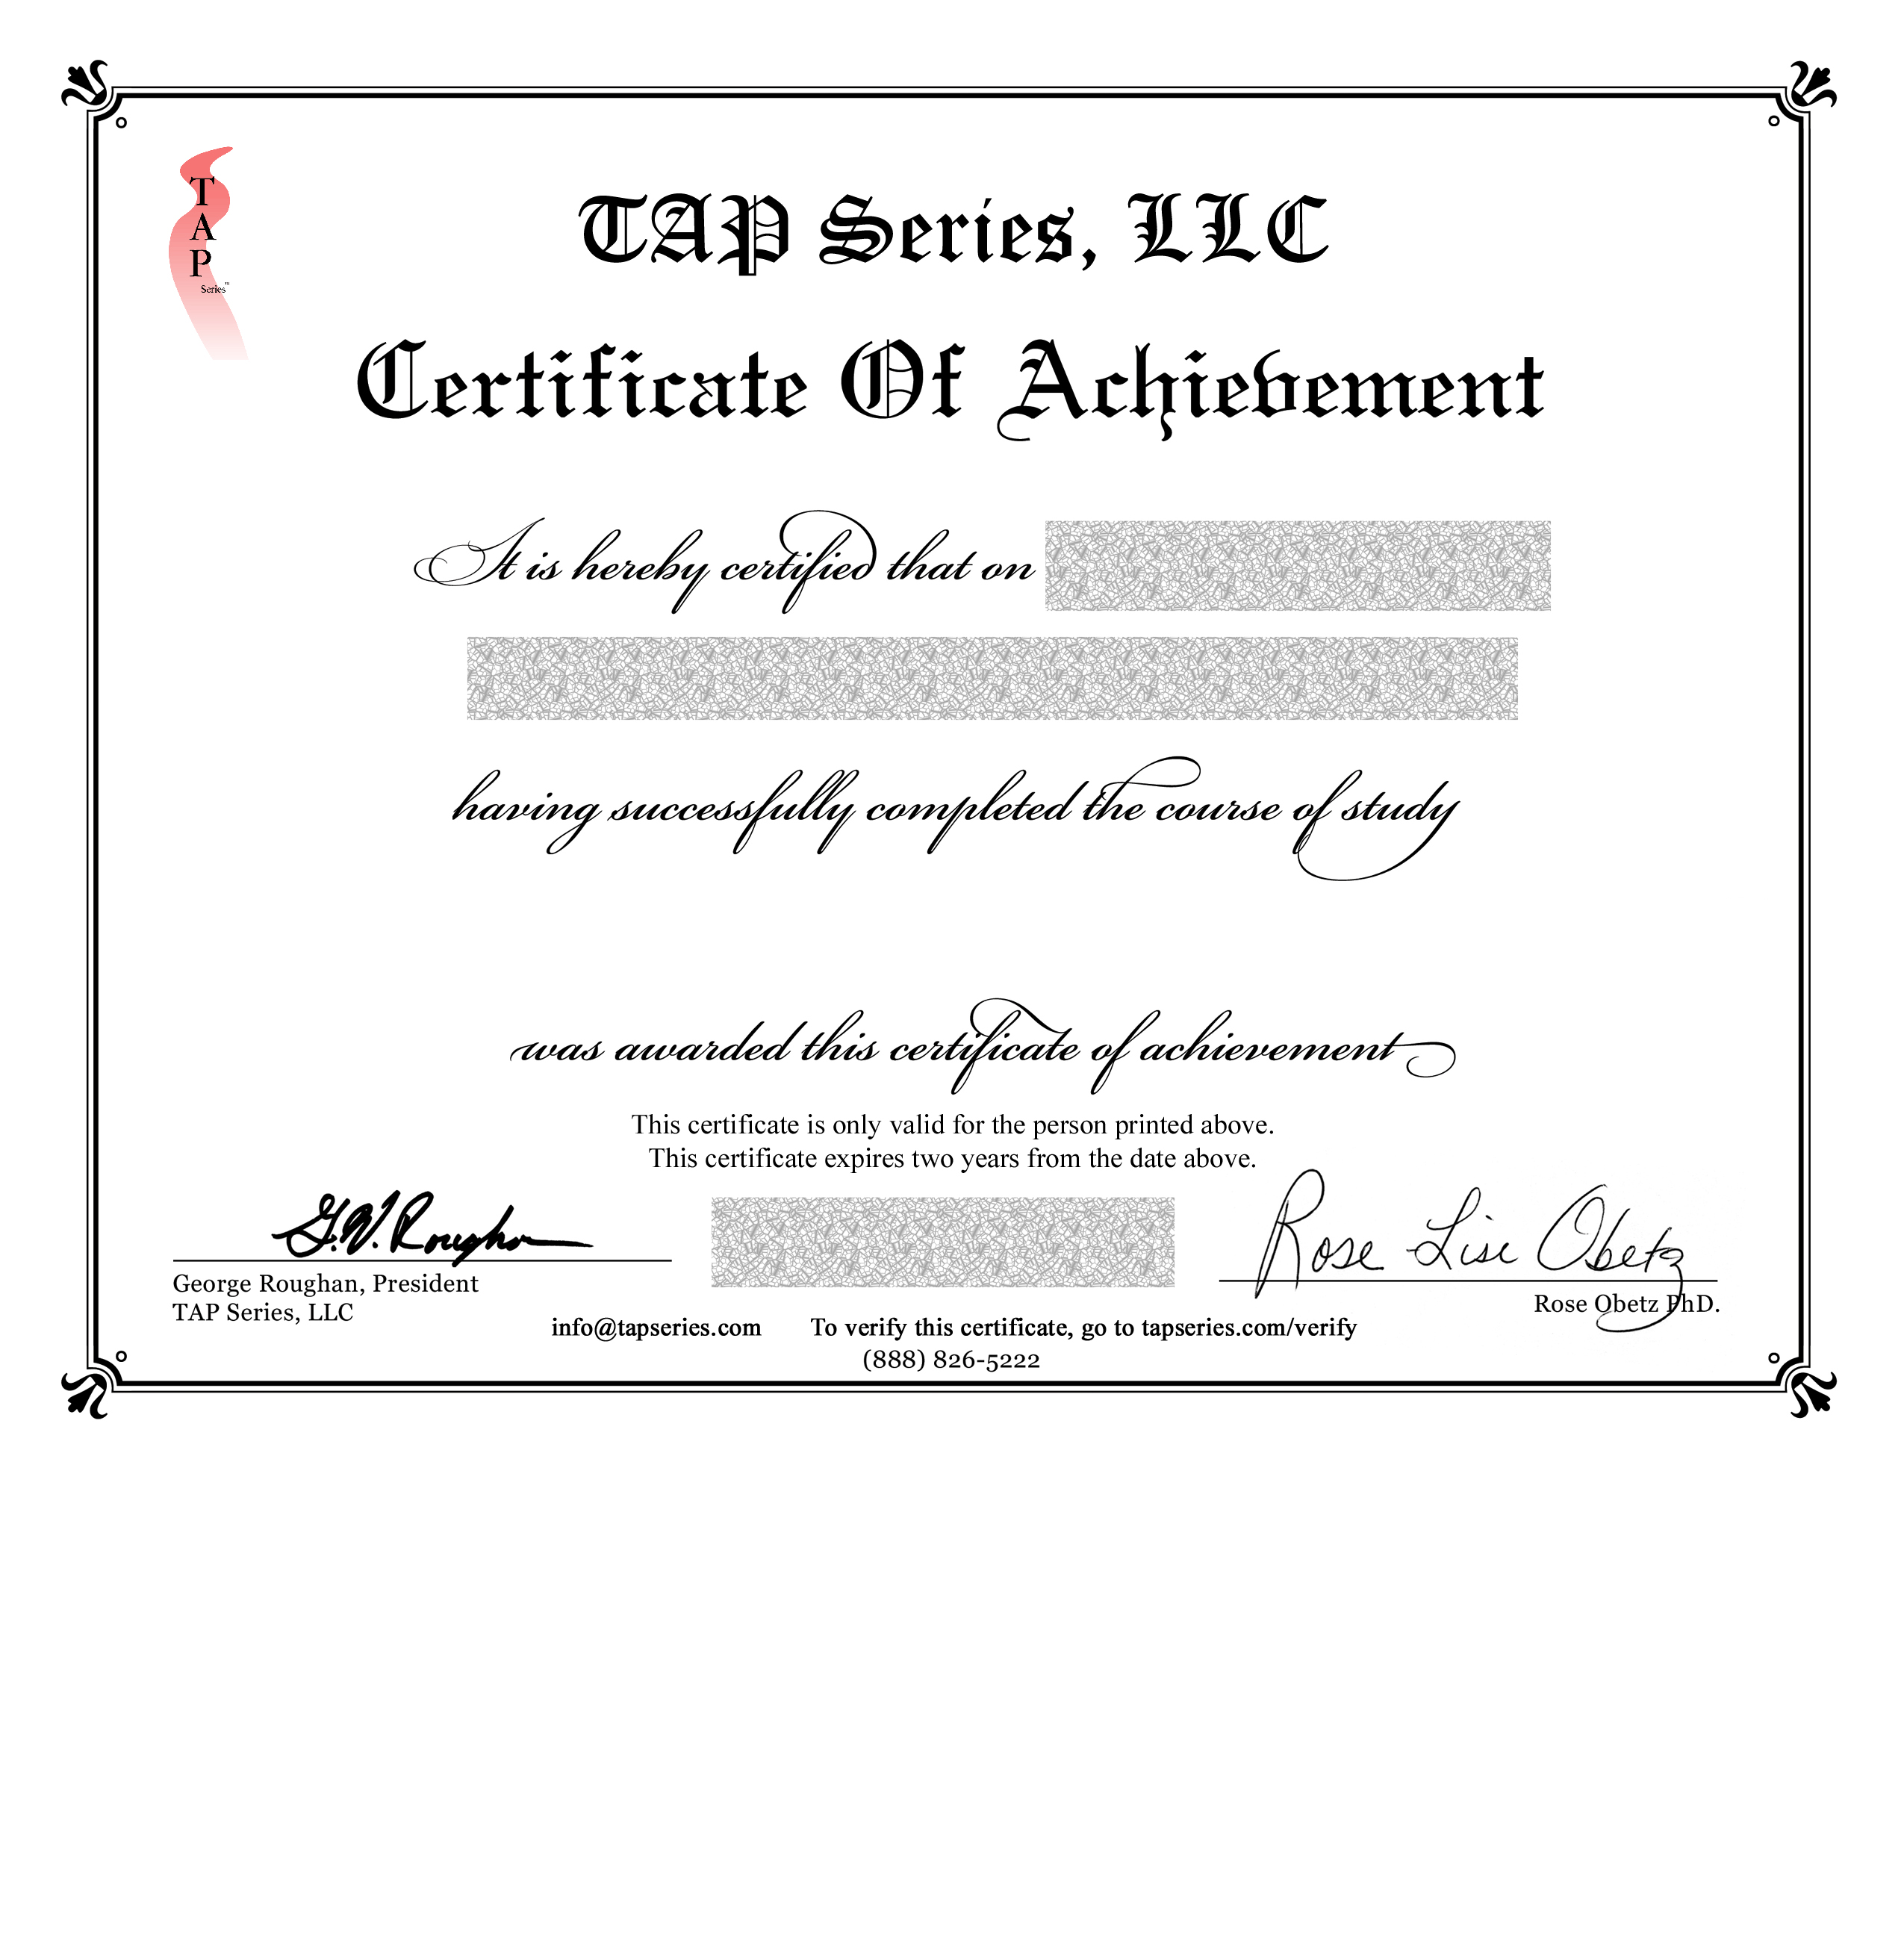 T
A
P
Series™
TAP Series, LLC
Certificate Of Achievement
It is hereby certified that on
having successfully completed the course of study
was awarded this certificate of achievement
This certificate is only valid for the person printed above.
This certificate expires two years from the date above.
G.W. Roughan
Rose Lise Obetz
George Roughan, President
TAP Series, LLC
Rose Obetz PhD.
info@tapseries.com To verify this certificate, go to tapseries.com/verify
(888) 826-5222